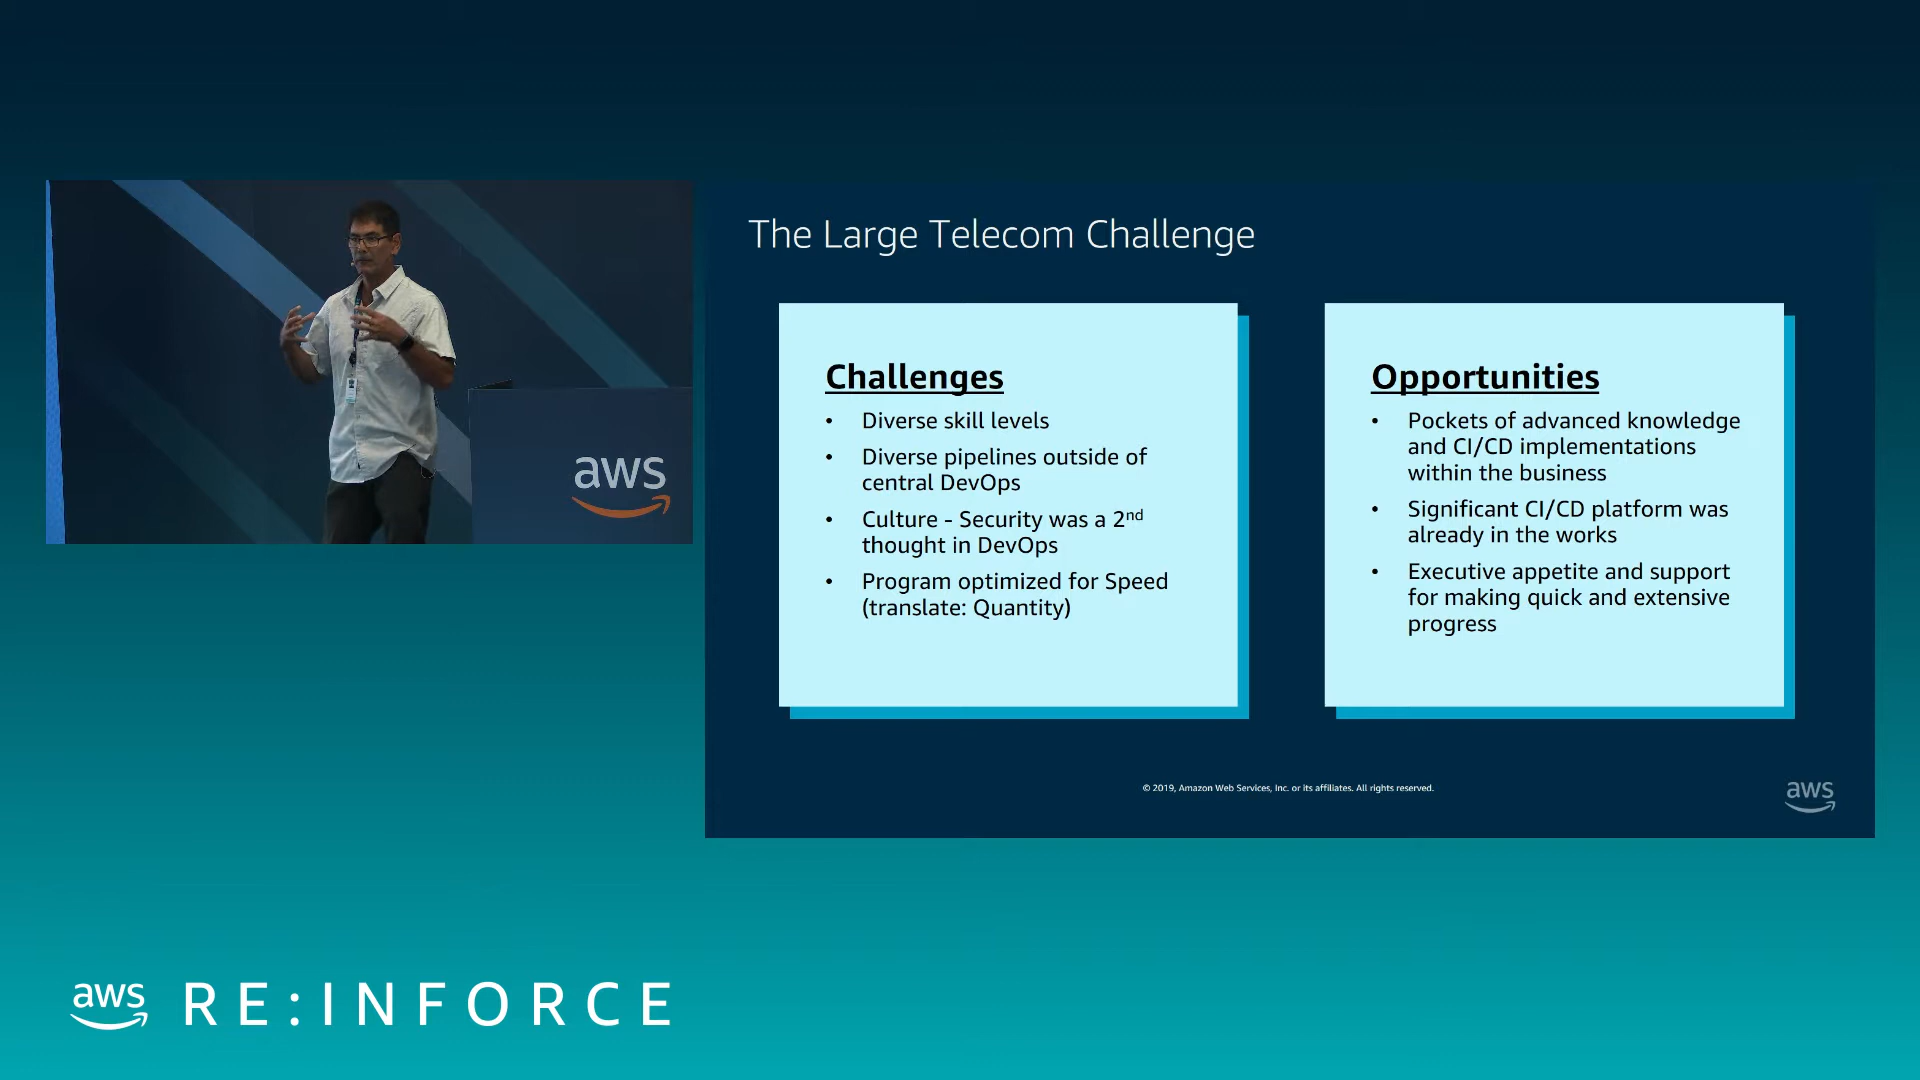 The Large Telecom Challenge
Challenges
• Diverse skill levels
• Diverse pipelines outside of
central DevOps
• Culture - Security was a 2nd
thought in DevOps
• Program optimized for Speed
(translate: Quantity)
Opportunities
• Pockets of advanced knowledge
and CI/CD implementations
within the business
• Significant CI/CD platform was
already in the works
• Executive appetite and support
for making quick and extensive
progress
© 2019, Amazon Web Services, Inc. or its affiliates. All rights reserved.
aws
aws
aws RE:INFORCE